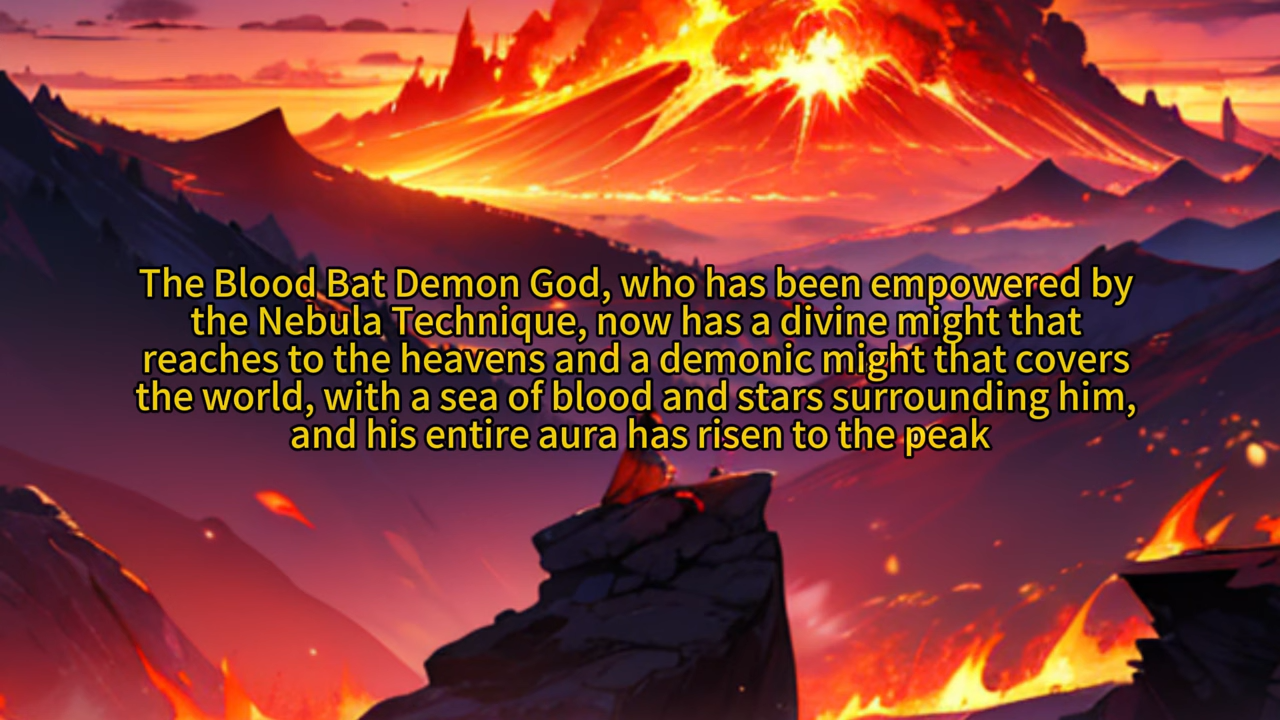 The Blood Bat Demon God, who has been empowered by
the Nebula Technique, now has a divine might that
reaches to the heavens and a demonic might that covers
the world, with a sea of blood and stars surrounding him,
and his entire aura has risen to the peak